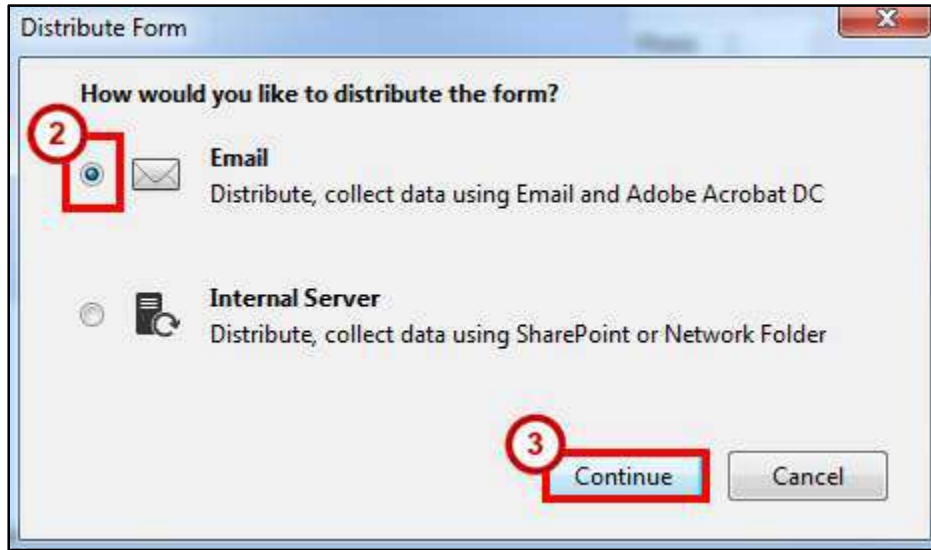 Distribute Form
How would you like to distribute the form?
2
Email
Distribute, collect data using Email and Adobe Acrobat DC
Internal Server
Distribute, collect data using SharePoint or Network Folder
3
Continue
Cancel